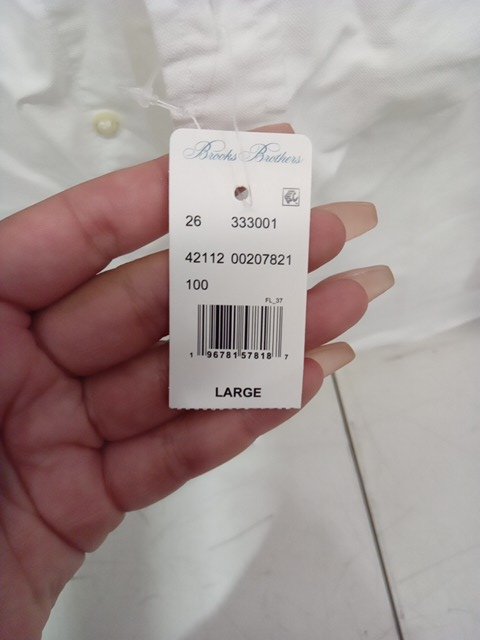 Brooks Brothers
26 333001
42112 00207821
100
FL_37
1 96781 57818 7
LARGE